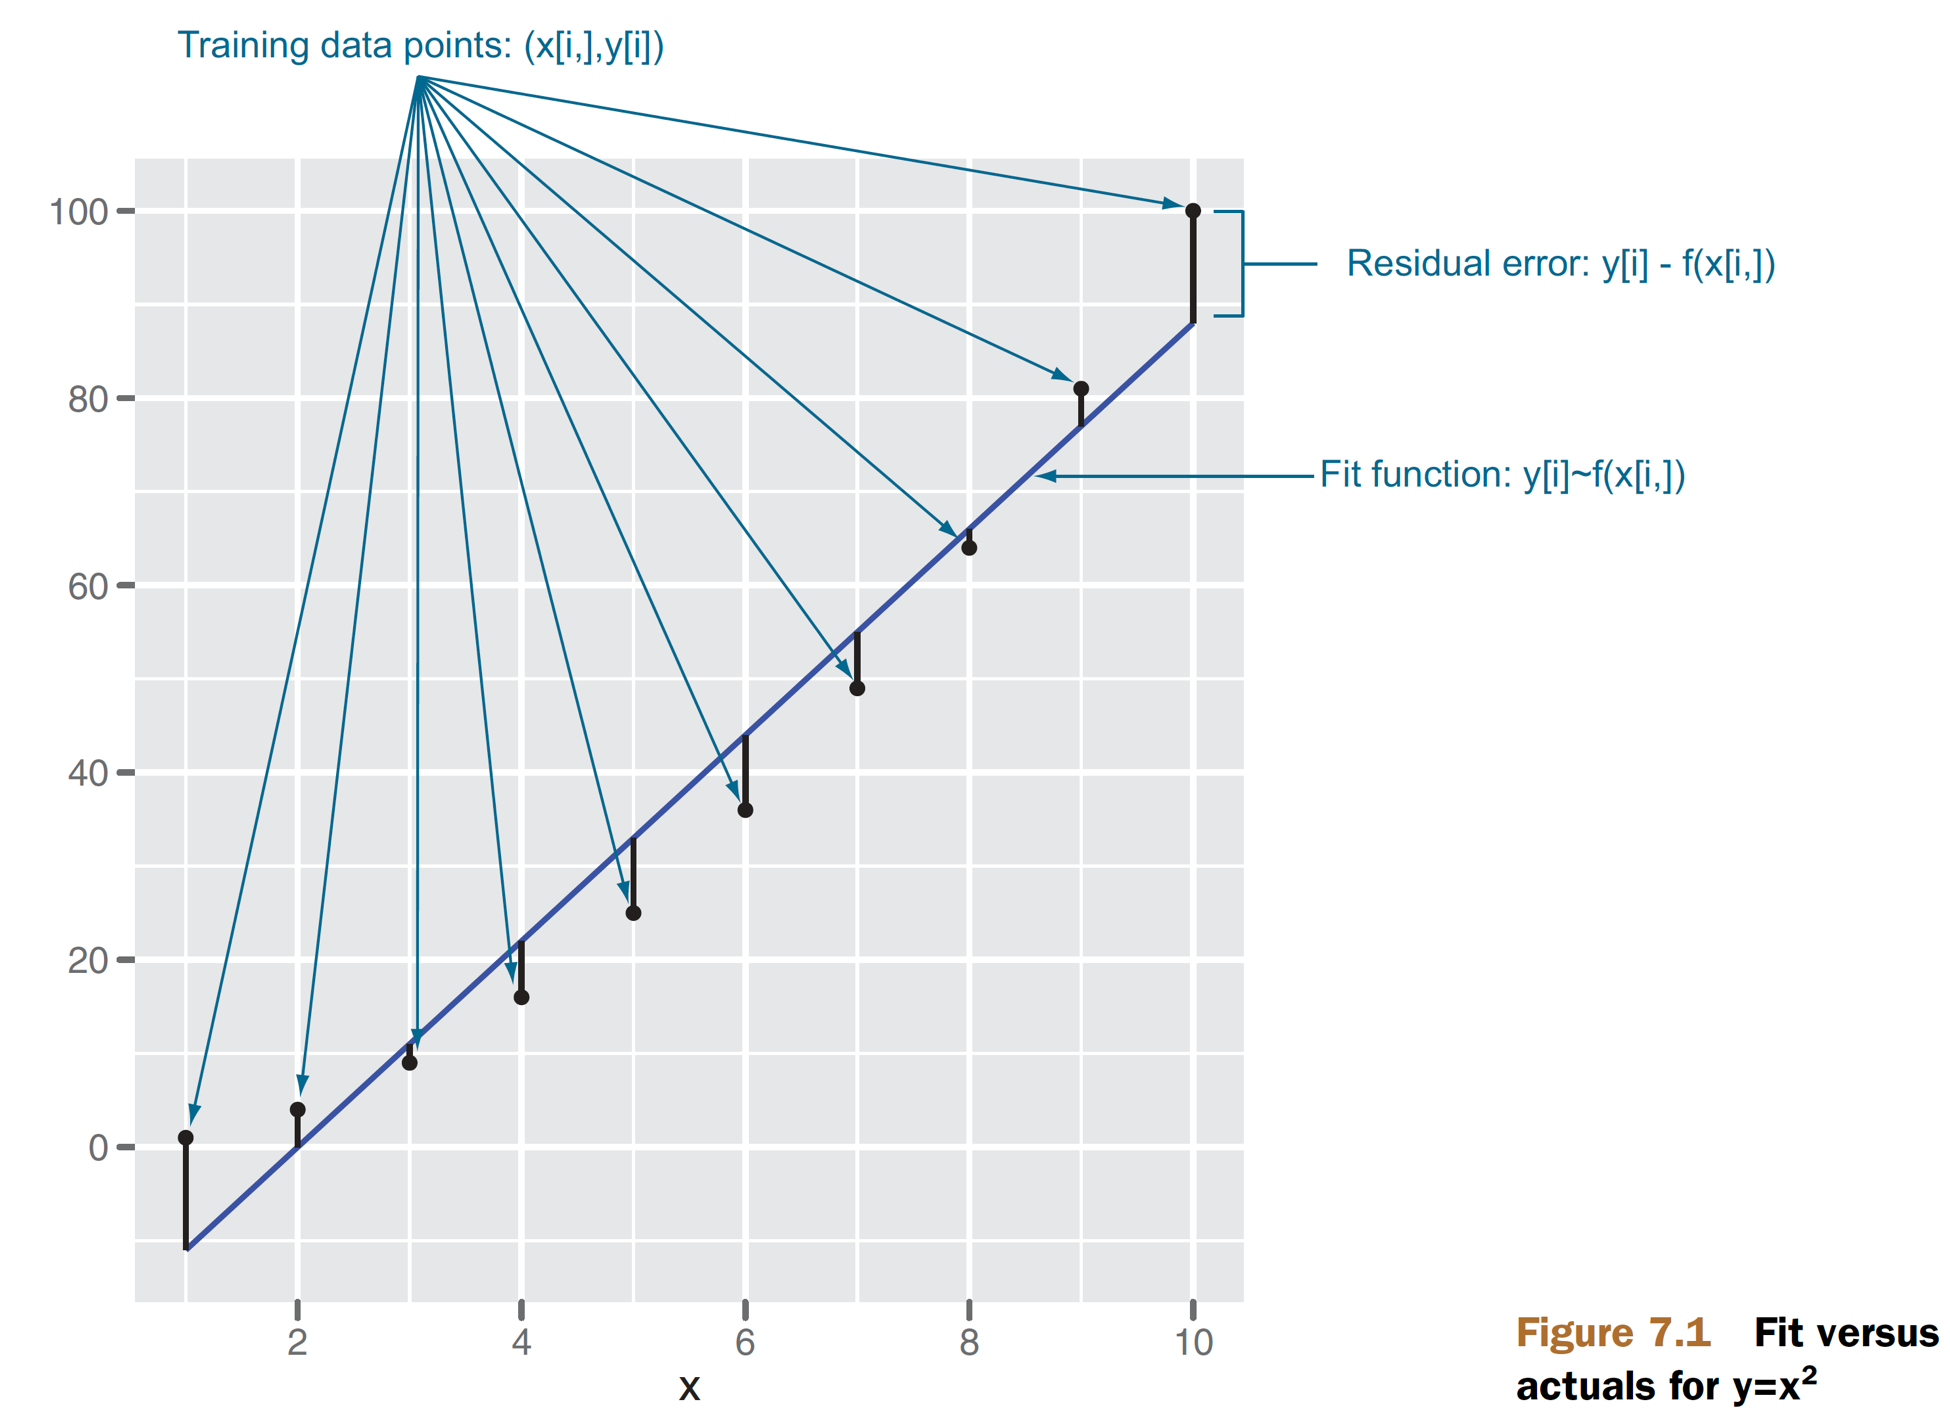 Training data points: (x[i,],y[i])
100
80
60
40
20
0
Residual error: y[i] - f(x[i,])
Fit function: y[i]~f(x[i,])
2 4 6 8 10
x
Figure 7.1 Fit versus
actuals for y=x²